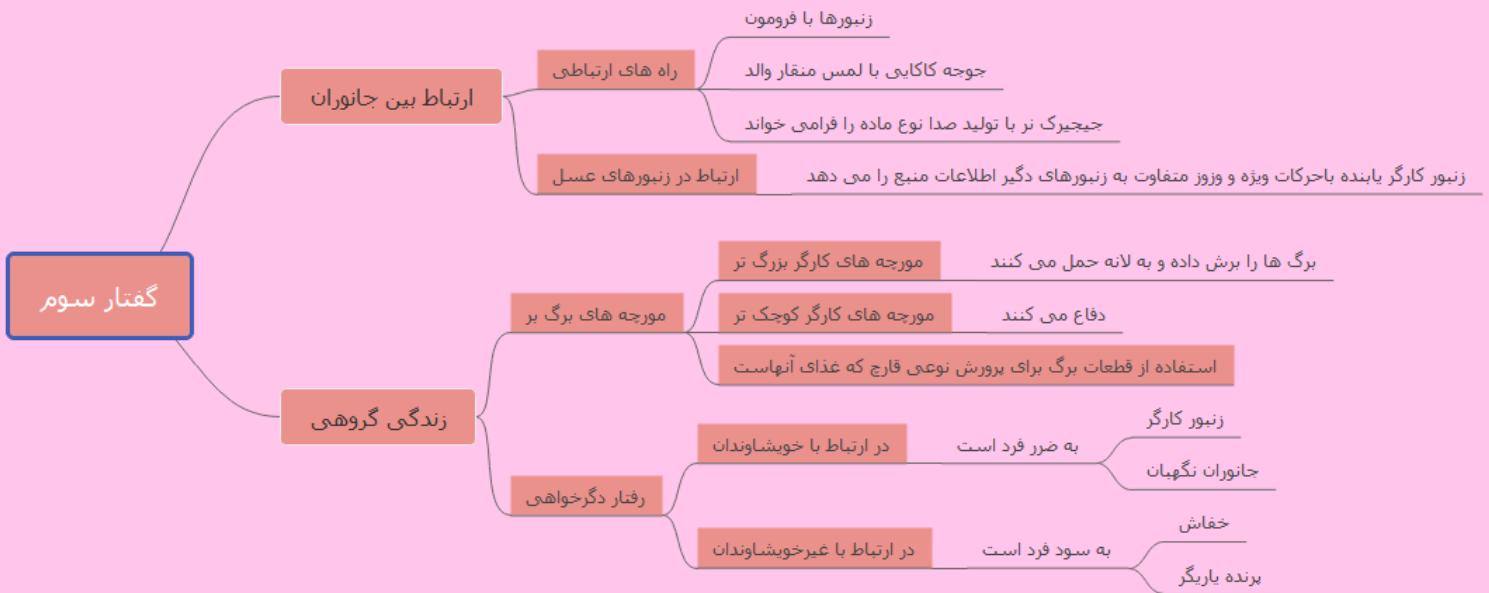 گفتار سوم
ارتباط بین جانوران
راه های ارتباطی
زنبورها با فرومون
جوجه کاکایی با لمس منقار والد
جیجیرک نر با تولید صدا نوع ماده را فرامی خواند
ارتباط در زنبورهای عسل
زنبور کارگر یابنده باحرکات ویژه و وزوز متفاوت به زنبورهای دگیر اطلاعات منبع را می دهد
زندگی گروهی
مورچه های برگ بر
مورچه های کارگر بزرگ تر
برگ ها را برش داده و به لانه حمل می کنند
مورچه های کارگر کوچک تر
دفاع می کنند
استفاده از قطعات برگ برای پرورش نوعی قارچ که غذای آنهاست
رفتار دگرخواهی
در ارتباط با خویشاوندان
به ضرر فرد است
زنبور کارگر
جانوران نگهبان
در ارتباط با غیرخویشاوندان
به سود فرد است
خفاش
پرنده یاریگر